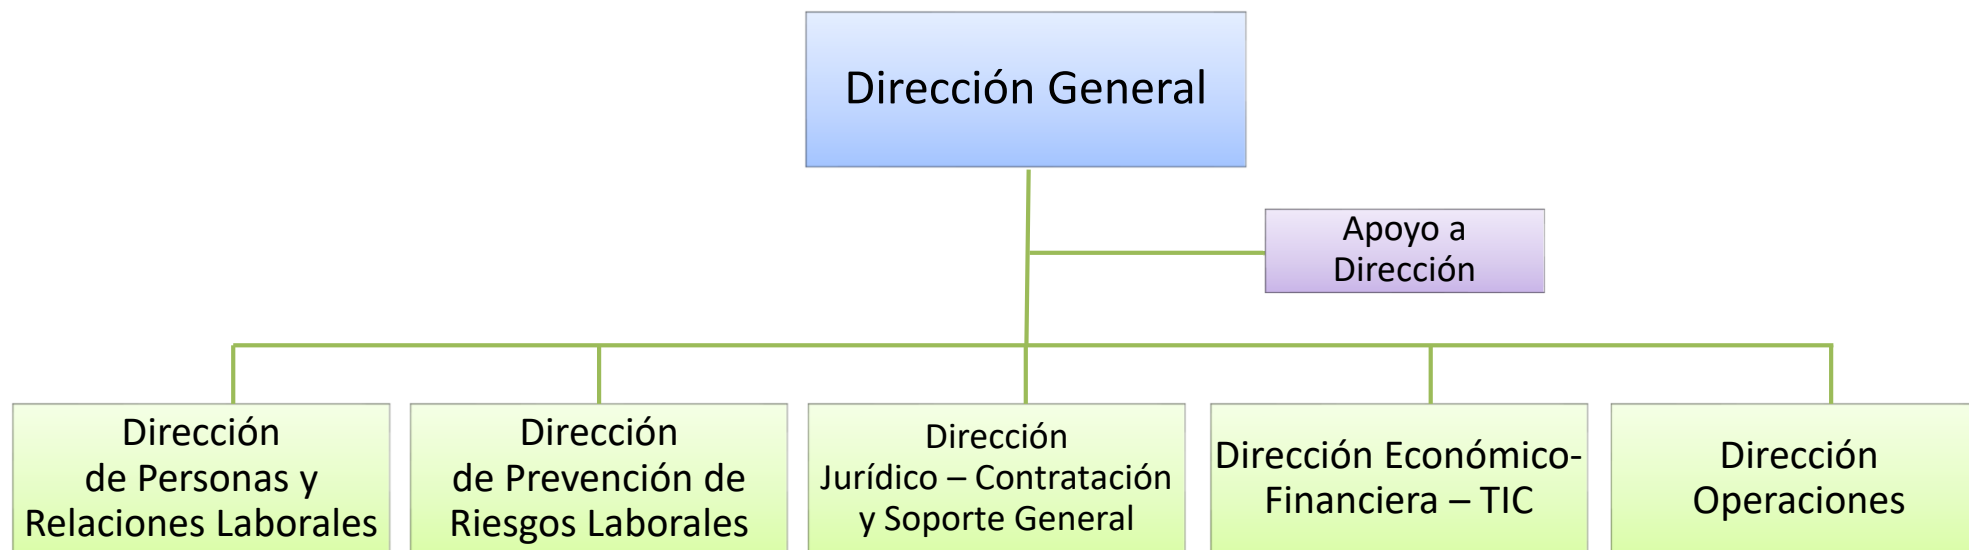 Dirección General
Apoyo a
Dirección
Dirección
de Personas y
Relaciones Laborales
Dirección
de Prevención de
Riesgos Laborales
Dirección
Jurídico – Contratación
y Soporte General
Dirección Económico-
Financiera – TIC
Dirección
Operaciones